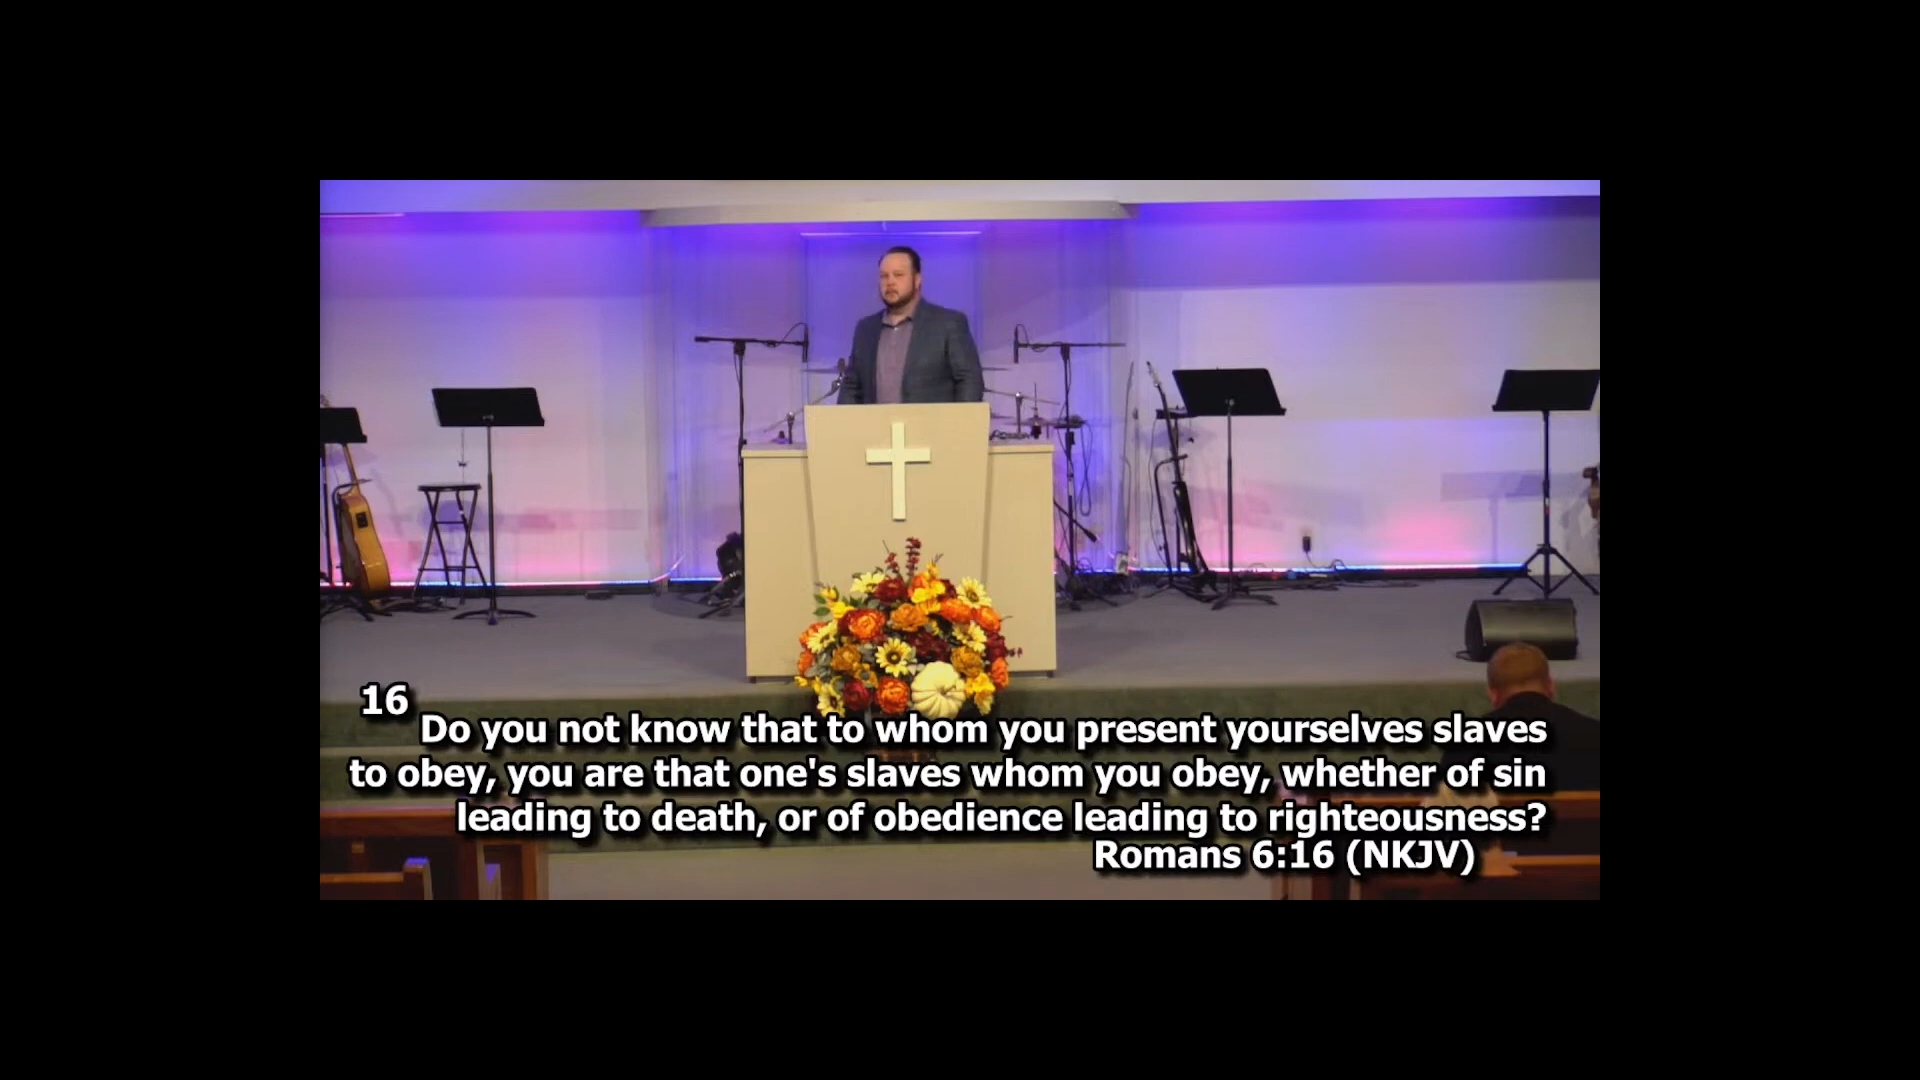 16
Do you not know that to whom you present yourselves slaves
to obey, you are that one's slaves whom you obey, whether of sin
leading to death, or of obedience leading to righteousness?
Romans 6:16 (NKJV)